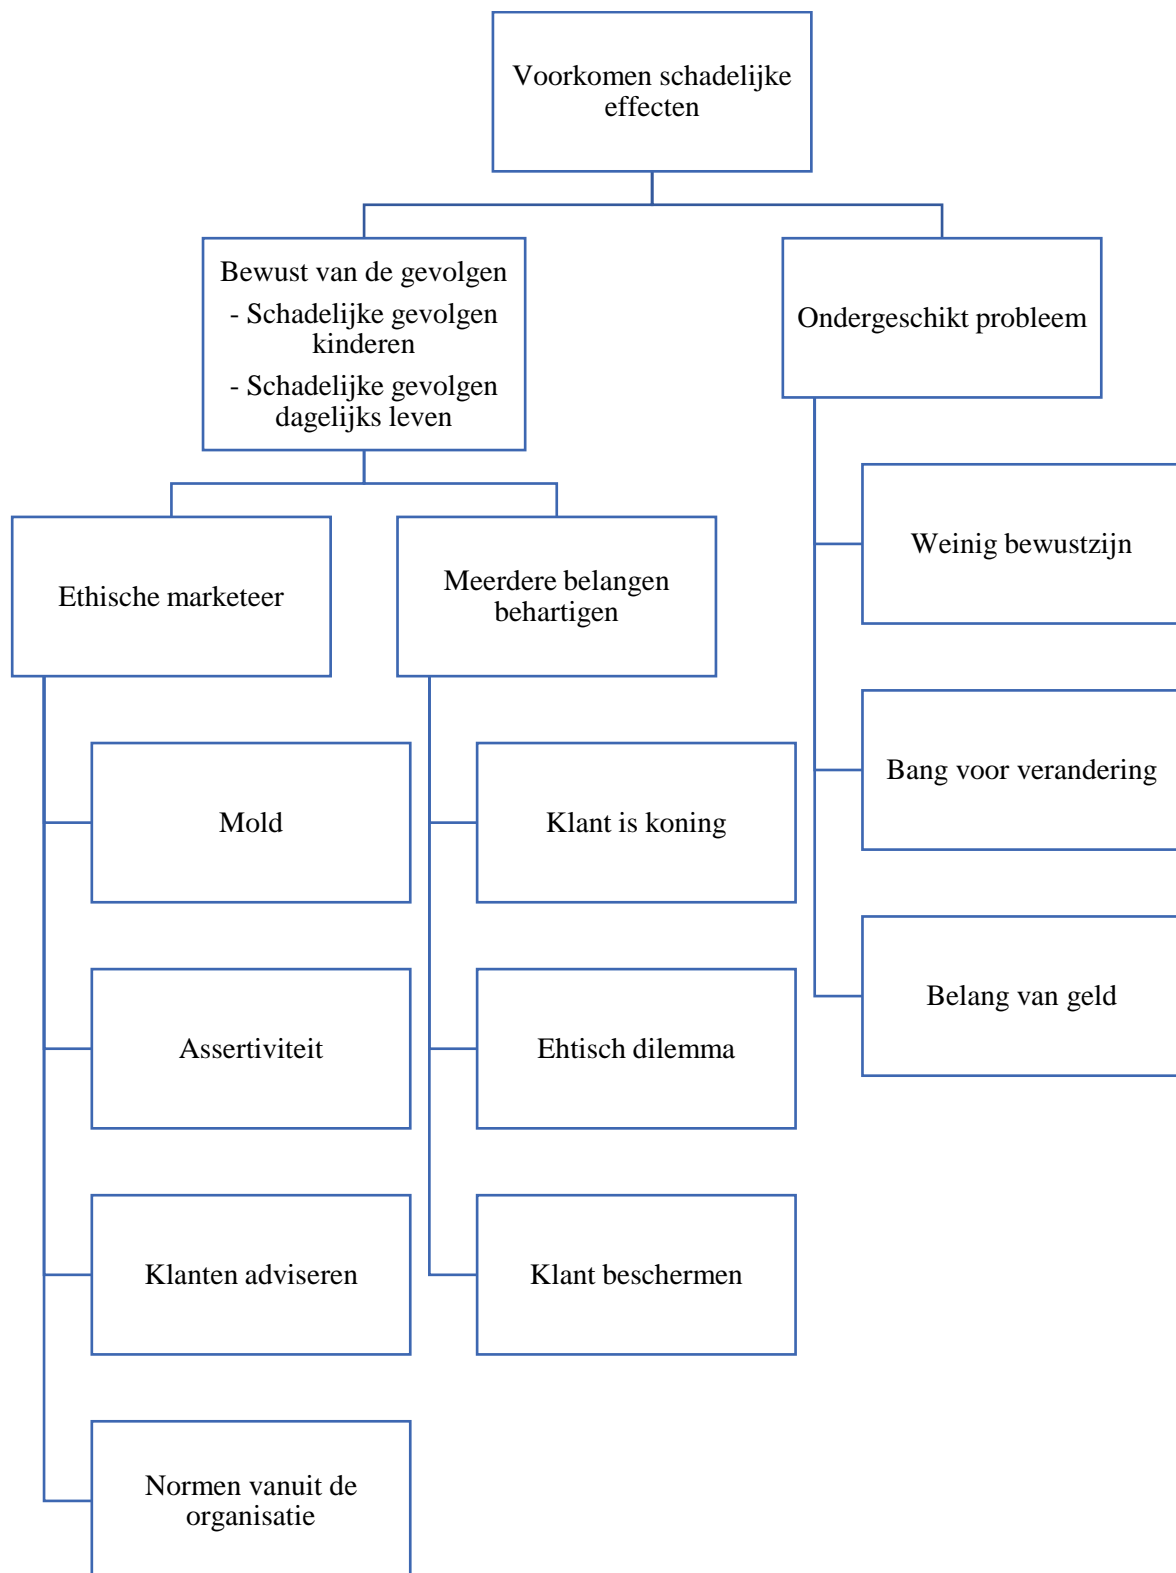 Voorkomen schadelijke
effecten
Bewust van de gevolgen
- Schadelijke gevolgen
kinderen
- Schadelijke gevolgen
dagelijks leven
Ondergeschikt probleem
Ethische marketeer
Meerdere belangen
behartigen
Weinig bewustzijn
Bang voor verandering
Belang van geld
Mold
Klant is koning
Assertiviteit
Ehtisch dilemma
Klanten adviseren
Klant beschermen
Normen vanuit de
organisatie